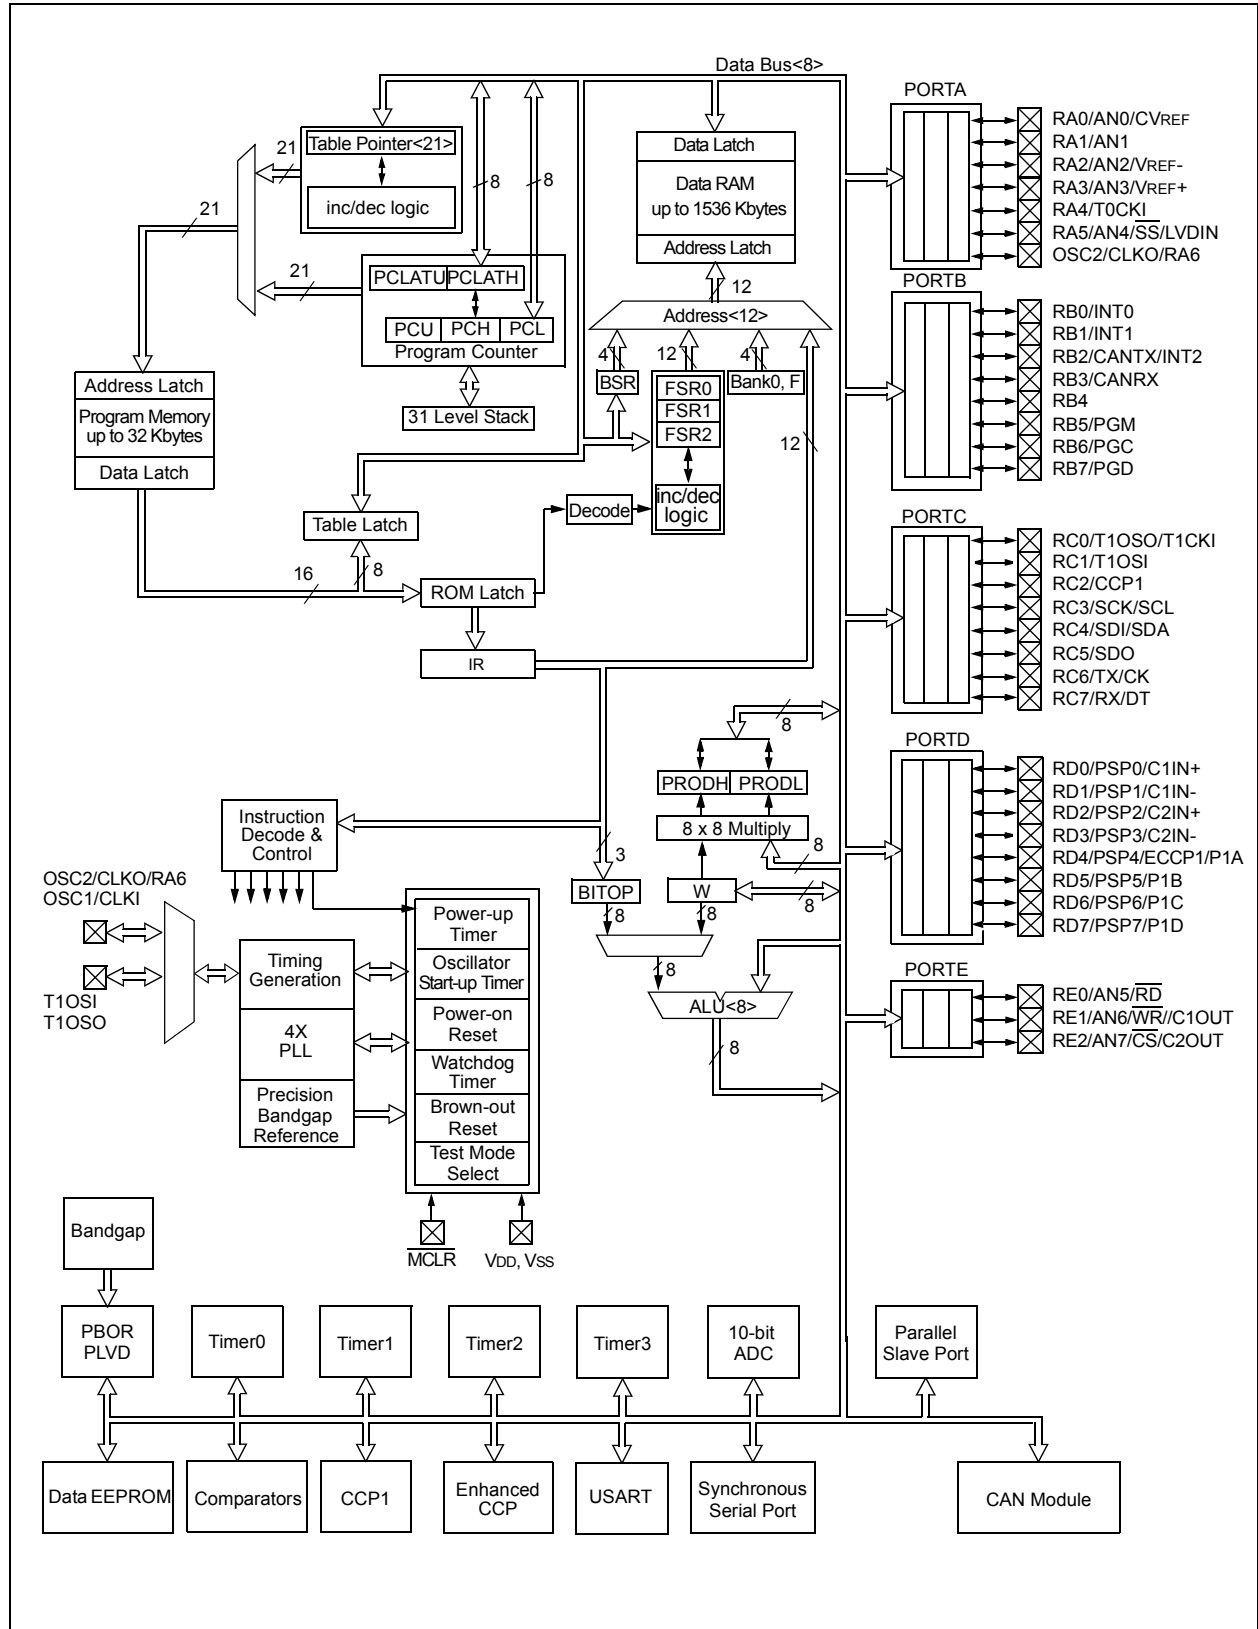 Data Bus<8>
PORTA
RA0/AN0/CVREF
RA1/AN1
RA2/AN2/VREF-
RA3/AN3/VREF+
RA4/T0CKI
RA5/AN4/SS/LVDIN
OSC2/CLKO/RA6
Table Pointer<21>
inc/dec logic
21
21
21
8
8
Data Latch
Data RAM
up to 1536 Kbytes
Address Latch
12
Address<12>
PCLATU
PCLATH
PCU
PCH
PCL
Program Counter
31 Level Stack
4
12
4
BSR
FSR0
FSR1
FSR2
Bank0, F
inc/dec
logic
12
PORTB
RB0/INT0
RB1/INT1
RB2/CANTX/INT2
RB3/CANRX
RB4
RB5/PGM
RB6/PGC
RB7/PGD
Address Latch
Program Memory
up to 32 Kbytes
Data Latch
Table Latch
Decode
16
8
ROM Latch
IR
PORTC
RC0/T1OSO/T1CKI
RC1/T1OSI
RC2/CCP1
RC3/SCK/SCL
RC4/SDI/SDA
RC5/SDO
RC6/TX/CK
RC7/RX/DT
8
PRODH
PRODL
8 x 8 Multiply
8
3
BITOP
W
8
8
8
8
ALU<8>
8
PORTD
RD0/PSP0/C1IN+
RD1/PSP1/C1IN-
RD2/PSP2/C2IN+
RD3/PSP3/C2IN-
RD4/PSP4/ECCP1/P1A
RD5/PSP5/P1B
RD6/PSP6/P1C
RD7/PSP7/P1D
PORTE
RE0/AN5/RD
RE1/AN6/WR//C1OUT
RE2/AN7/CS/C2OUT
Instruction
Decode &
Control
OSC2/CLKO/RA6
OSC1/CLKI
T1OSI
T1OSO
Timing
Generation
4X
PLL
Precision
Bandgap
Reference
Power-up
Timer
Oscillator
Start-up Timer
Power-on
Reset
Watchdog
Timer
Brown-out
Reset
Test Mode
Select
MCLR
VDD, VSS
Bandgap
PBOR
PLVD
Timer0
Timer1
Timer2
Timer3
10-bit
ADC
Parallel
Slave Port
Data EEPROM
Comparators
CCP1
Enhanced
CCP
USART
Synchronous
Serial Port
CAN Module